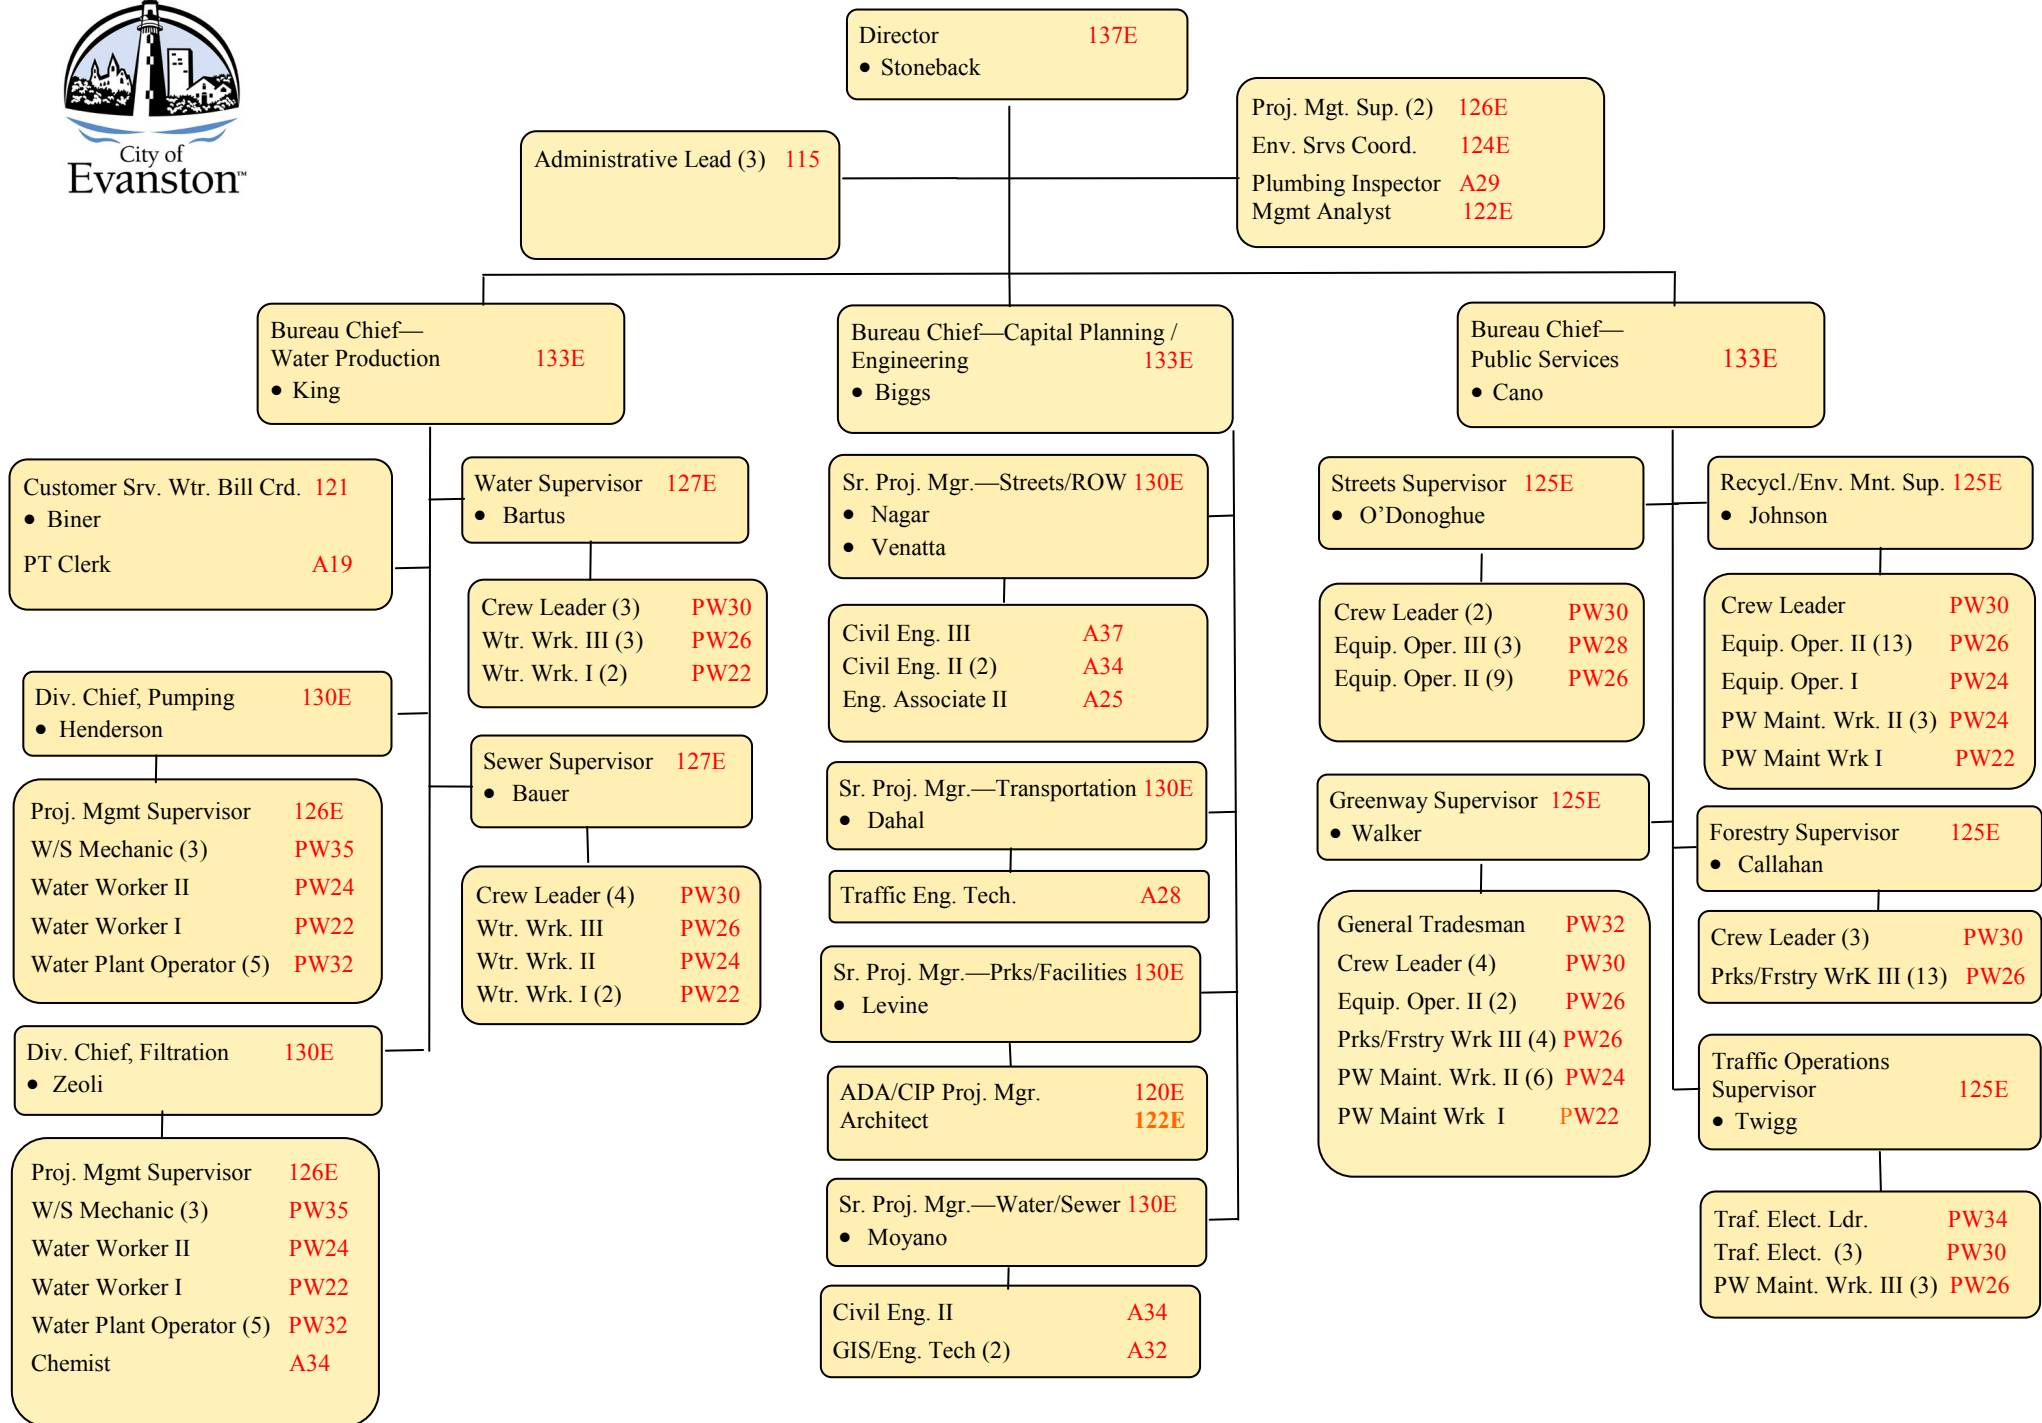 City of
Evanston™
Director 137E
• Stoneback
Administrative Lead (3) 115
Proj. Mgt. Sup. (2) 126E
Env. Srvs Coord. 124E
Plumbing Inspector A29
Mgmt Analyst 122E
Bureau Chief—
Water Production 133E
• King
Bureau Chief—Capital Planning /
Engineering 133E
• Biggs
Bureau Chief—
Public Services 133E
• Cano
Customer Srv. Wtr. Bill Crd. 121
• Biner
PT Clerk A19
Water Supervisor 127E
• Bartus
Crew Leader (3) PW30
Wtr. Wrk. III (3) PW26
Wtr. Wrk. I (2) PW22
Div. Chief, Pumping 130E
• Henderson
Proj. Mgmt Supervisor 126E
W/S Mechanic (3) PW35
Water Worker II PW24
Water Worker I PW22
Water Plant Operator (5) PW32
Sewer Supervisor 127E
• Bauer
Crew Leader (4) PW30
Wtr. Wrk. III PW26
Wtr. Wrk. II PW24
Wtr. Wrk. I (2) PW22
Div. Chief, Filtration 130E
• Zeoli
Proj. Mgmt Supervisor 126E
W/S Mechanic (3) PW35
Water Worker II PW24
Water Worker I PW22
Water Plant Operator (5) PW32
Chemist A34
Sr. Proj. Mgr.—Streets/ROW 130E
• Nagar
• Venatta
Civil Eng. III A37
Civil Eng. II (2) A34
Eng. Associate II A25
Sr. Proj. Mgr.—Transportation 130E
• Dahal
Traffic Eng. Tech. A28
Sr. Proj. Mgr.—Prks/Facilities 130E
• Levine
ADA/CIP Proj. Mgr. 120E
Architect 122E
Sr. Proj. Mgr.—Water/Sewer 130E
• Moyano
Civil Eng. II A34
GIS/Eng. Tech (2) A32
Streets Supervisor 125E
• O’Donoghue
Crew Leader (2) PW30
Equip. Oper. III (3) PW28
Equip. Oper. II (9) PW26
Recycl./Env. Mnt. Sup. 125E
• Johnson
Crew Leader PW30
Equip. Oper. II (13) PW26
Equip. Oper. I PW24
PW Maint. Wrk. II (3) PW24
PW Maint Wrk I PW22
Greenway Supervisor 125E
• Walker
General Tradesman PW32
Crew Leader (4) PW30
Equip. Oper. II (2) PW26
Prks/Frstry Wrk III (4) PW26
PW Maint. Wrk. II (6) PW24
PW Maint Wrk I PW22
Forestry Supervisor 125E
• Callahan
Crew Leader (3) PW30
Prks/Frstry WrK III (13) PW26
Traffic Operations
Supervisor 125E
• Twigg
Traf. Elect. Ldr. PW34
Traf. Elect. (3) PW30
PW Maint. Wrk. III (3) PW26